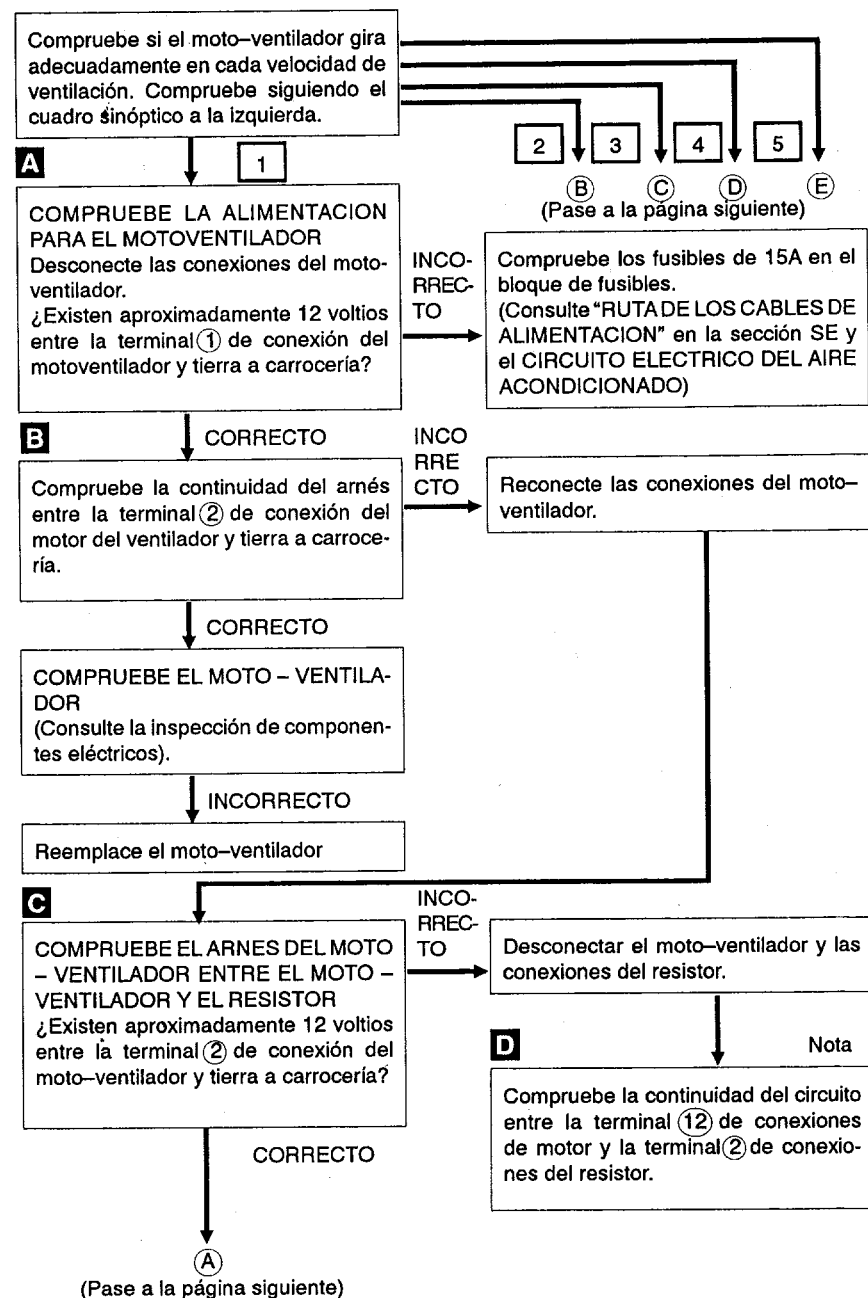 Compruebe si el moto–ventilador gira
adecuadamente en cada velocidad de
ventilación. Compruebe siguiendo el
cuadro sinóptico a la izquierda.
A
1
2
3
4
5
B
C
D
E
(Pase a la página siguiente)
COMPRUEBE LA ALIMENTACION
PARA EL MOTOVENTILADOR
Desconecte las conexiones del moto-
ventilador.
¿Existen aproximadamente 12 voltios
entre la terminal ① de conexión del
motoventilador y tierra a carrocería?
INCO-
RREC-
TO
Compruebe los fusibles de 15A en el
bloque de fusibles.
(Consulte "RUTA DE LOS CABLES DE
ALIMENTACION" en la sección SE y
el CIRCUITO ELECTRICO DEL AIRE
ACONDICIONADO)
B
CORRECTO
Compruebe la continuidad del arnés
entre la terminal ② de conexión del
motor del ventilador y tierra a carroce-
ría.
INCO
RRE
CTO
Reconecte las conexiones del moto–
ventilador.
CORRECTO
COMPRUEBE EL MOTO – VENTILA-
DOR
(Consulte la inspección de componen-
tes eléctricos).
INCORRECTO
Reemplace el moto–ventilador
C
COMPRUEBE EL ARNES DEL MOTO
– VENTILADOR ENTRE EL MOTO –
VENTILADOR Y EL RESISTOR
¿Existen aproximadamente 12 voltios
entre la terminal ② de conexión del
moto–ventilador y tierra a carrocería?
INCO-
RREC-
TO
Desconectar el moto–ventilador y las
conexiones del resistor.
D
Nota
Compruebe la continuidad del circuito
entre la terminal ⑫ de conexiones
de motor y la terminal ② de conexio-
nes del resistor.
CORRECTO
A
(Pase a la página siguiente)